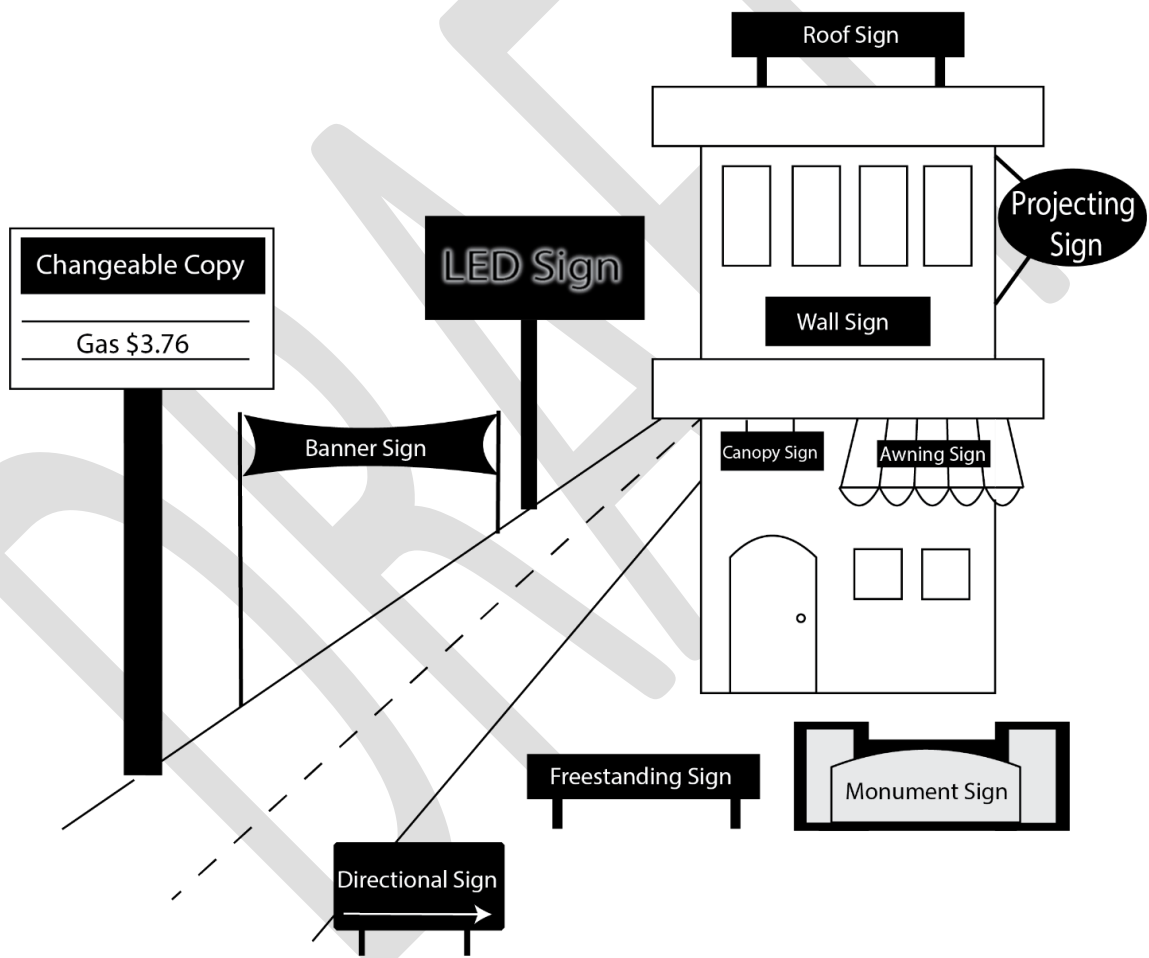 Roof Sign
Projecting
Sign
Changeable Copy
LED Sign
Wall Sign
Gas $3.76
Banner Sign
Canopy Sign
Awning Sign
Freestanding Sign
Monument Sign
Directional Sign
DRAFT